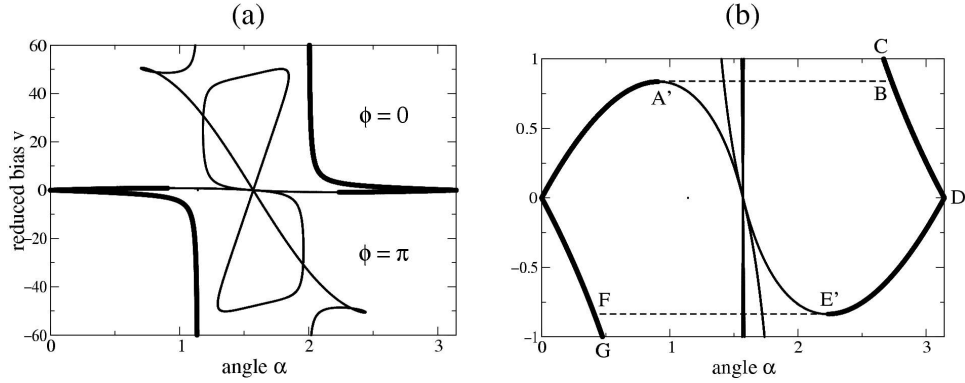 (a)
60
40
20
0
−20
−40
−60
reduced bias v
ϕ = 0
ϕ = π
0
1
2
3
angle α
(b)
1
0.5
0
−0.5
−1
A'
B
C
D
E'
F
G
0
1
2
3
angle α